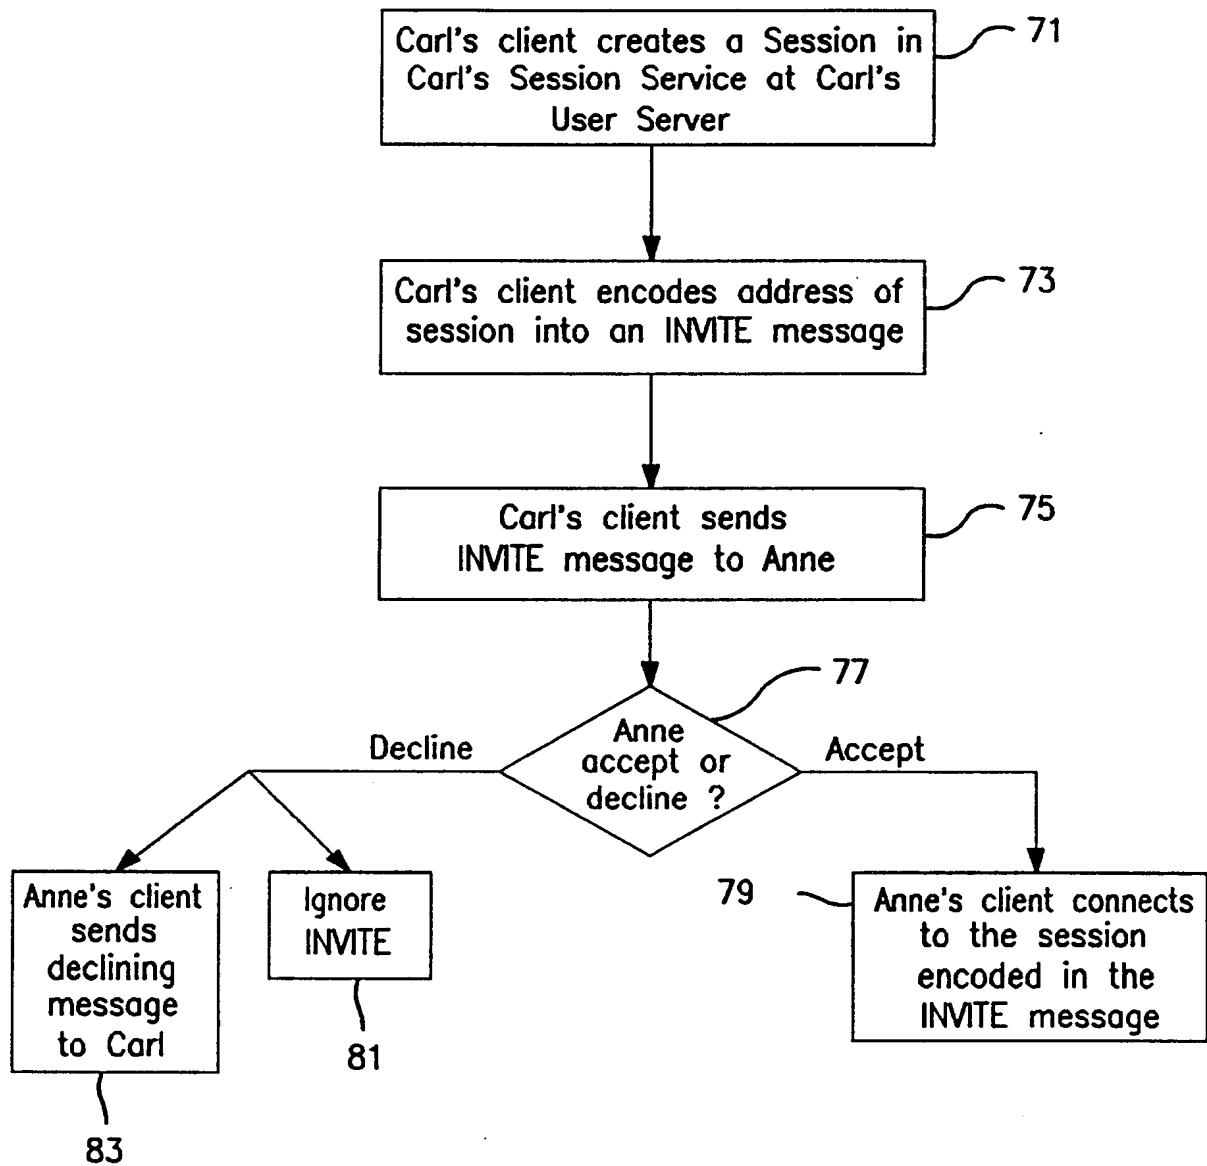 Carl's client creates a Session in
Carl's Session Service at Carl's
User Server
71
Carl's client encodes address of
session into an INVITE message
73
Carl's client sends
INVITE message to Anne
75
77
Anne
accept or
decline ?
Decline
Accept
Anne's client
sends
declining
message
to Carl
83
Ignore
INVITE
81
79
Anne's client connects
to the session
encoded in the
INVITE message